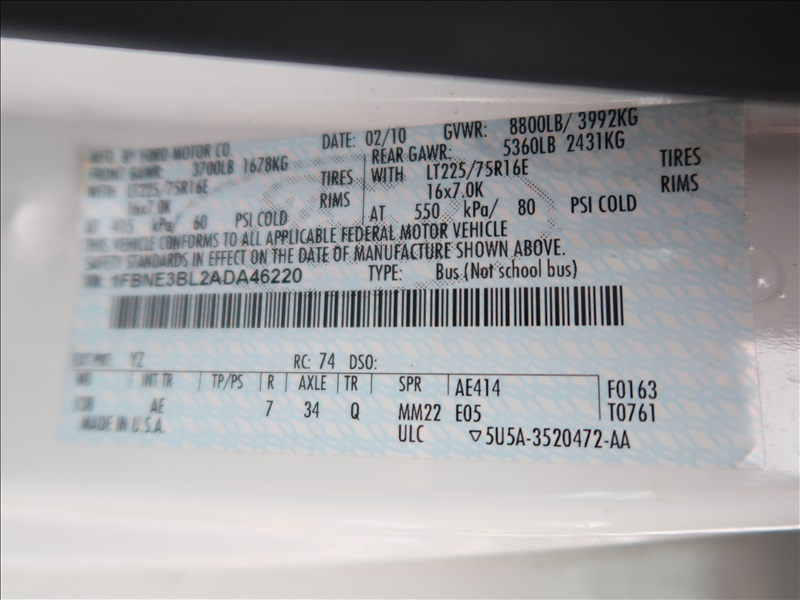 MFD. BY FORD MOTOR CO. DATE: 02/10 GVWR: 8800LB/ 3992KG
FRONT GAWR: 3700LB 1678KG REAR GAWR: 5360LB 2431KG
WITH LT225/75R16E TIRES WITH LT225/75R16E TIRES
16x7.0K RIMS 16x7.0K RIMS
AT 415 kPa/ 60 PSI COLD AT 550 kPa/ 80 PSI COLD
THIS VEHICLE CONFORMS TO ALL APPLICABLE FEDERAL MOTOR VEHICLE
SAFETY STANDARDS IN EFFECT ON THE DATE OF MANUFACTURE SHOWN ABOVE.
VIN: 1FBNE3BL2ADA46220 TYPE: Bus (Not school bus)
EXT PNT: YZ RC: 74 DSO:
WB INT TR TP/PS R AXLE TR SPR AE414 F0163
138 AE 7 34 Q MM22 E05 T0761
MADE IN U.S.A. ULC ▽5U5A-3520472-AA